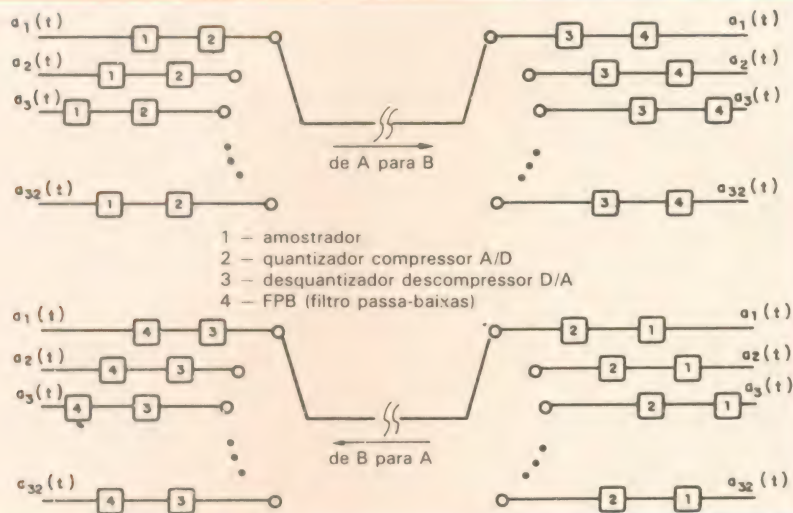 a1(t) 1 2 3 4 a1(t)
a2(t) 1 2 3 4 a2(t)
a3(t) 1 2 3 4 a3(t)
de A para B
a32(t) 1 2 3 4 a32(t)
1 – amostrador
2 – quantizador compressor A/D
3 – desquantizador descompressor D/A
4 – FPB (filtro passa-baixas)
a1(t) 4 3 2 1 a1(t)
a2(t) 4 3 2 1 a2(t)
a3(t) 4 3 2 1 a3(t)
de B para A
a32(t) 4 3 2 1 a32(t)